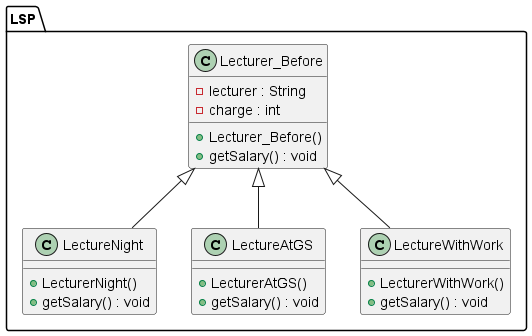 LSP
C Lecturer_Before
lecturer : String
charge : int
Lecturer_Before()
getSalary() : void
C LectureNight
LecturerNight()
getSalary() : void
C LectureAtGS
LecturerAtGS()
getSalary() : void
C LectureWithWork
LecturerWithWork()
getSalary() : void